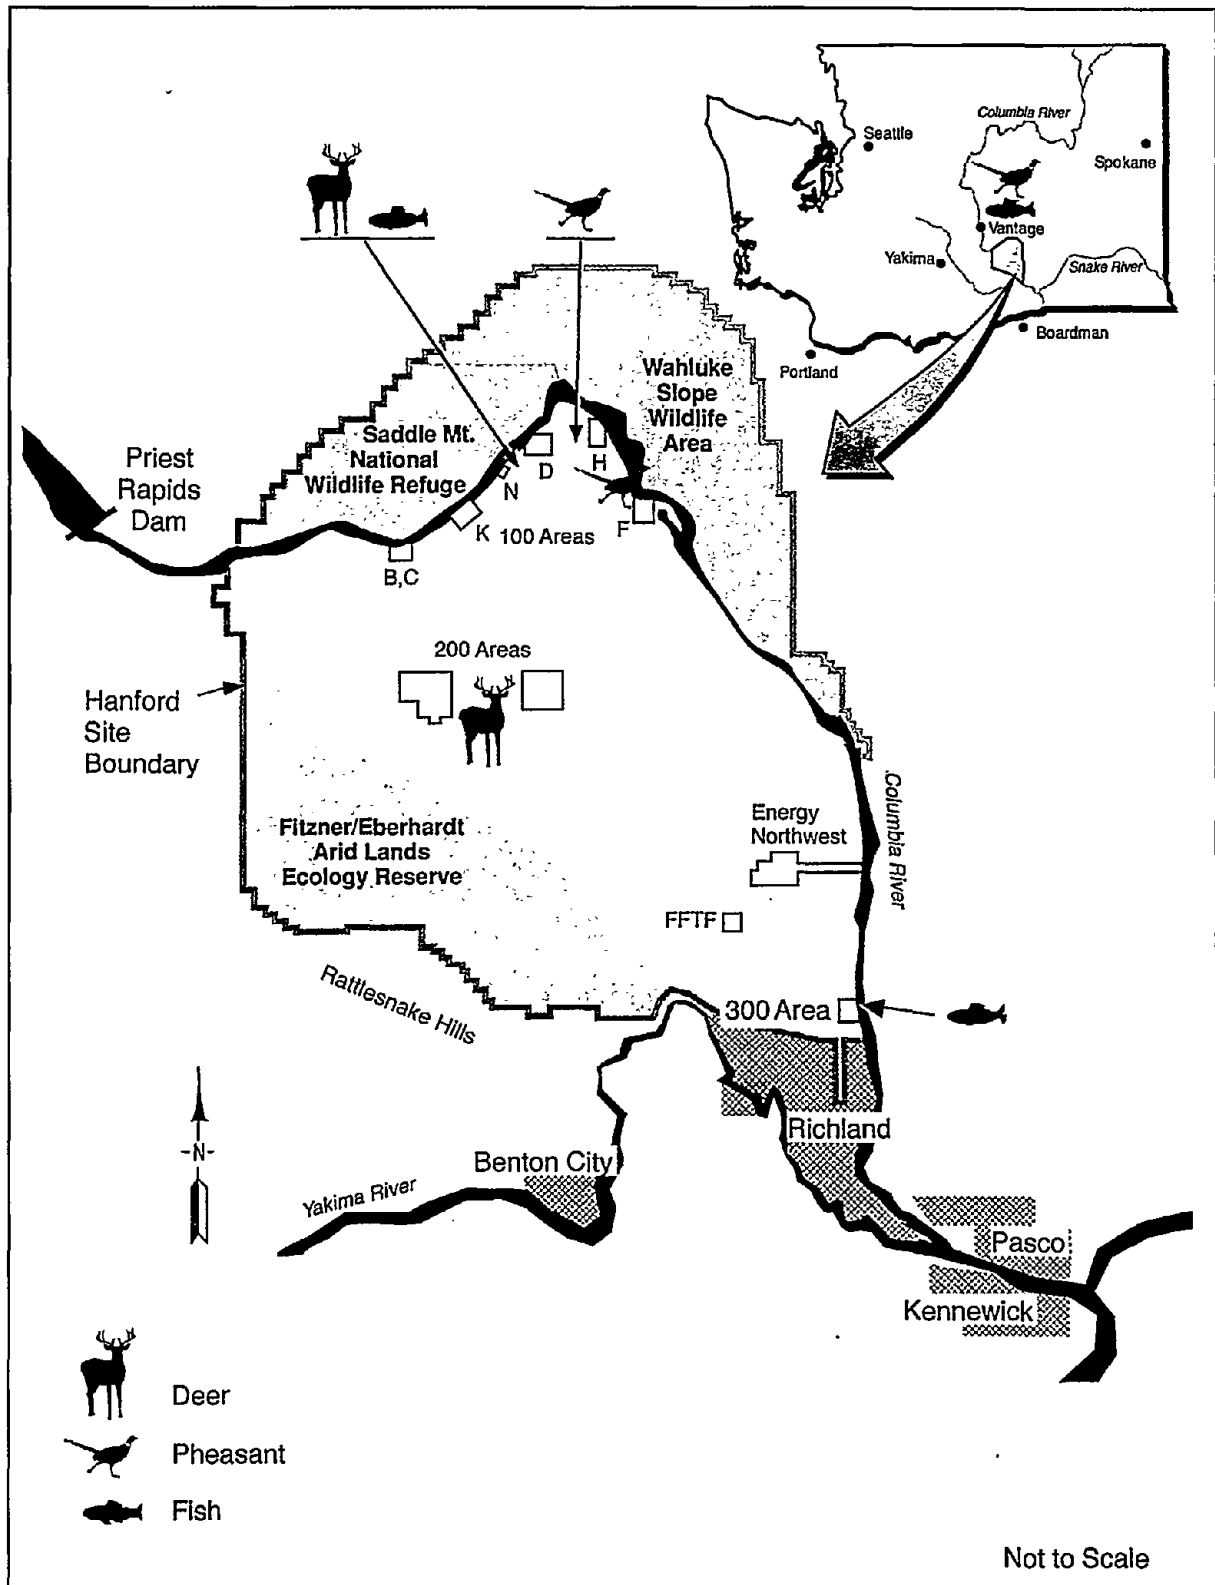 Columbia River
Seattle
Spokane
Vantage
Yakima
Snake River
Boardman
Portland
Wahluke
Slope
Wildlife
Area
Saddle Mt.
National
Wildlife Refuge
Priest
Rapids
Dam
D
H
N
K
100 Areas
F
B,C
200 Areas
Hanford
Site
Boundary
Columbia River
Energy
Northwest
Fitzner/Eberhardt
Arid Lands
Ecology Reserve
FFTF
Rattlesnake Hills
300 Area
Richland
-N-
Benton City
Yakima River
Pasco
Kennewick
Deer
Pheasant
Fish
Not to Scale